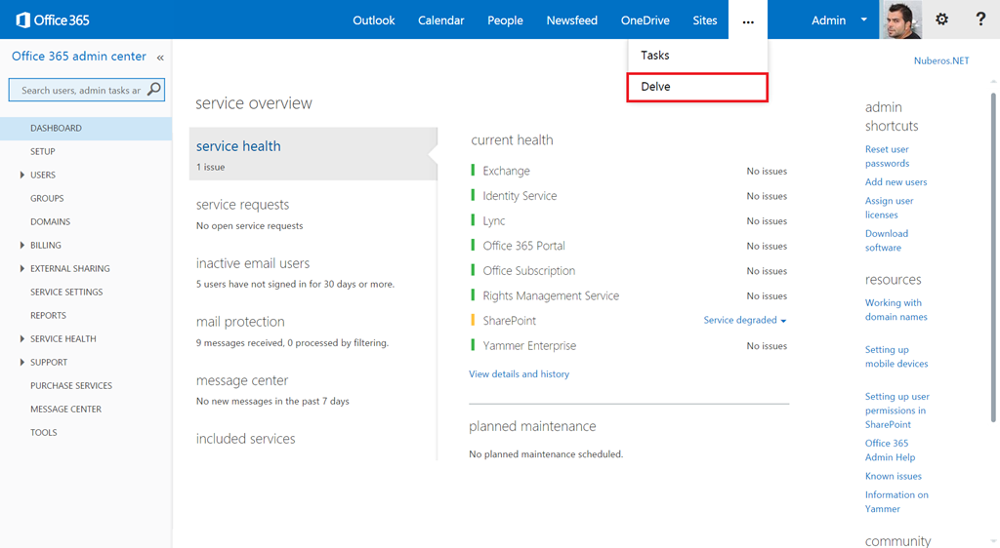 Office 365
Outlook
Calendar
People
Newsfeed
OneDrive
Sites
...
Admin
?
Tasks
Delve
Nuberos.NET
Office 365 admin center «
Search users, admin tasks ar
DASHBOARD
SETUP
USERS
GROUPS
DOMAINS
BILLING
EXTERNAL SHARING
SERVICE SETTINGS
REPORTS
SERVICE HEALTH
SUPPORT
PURCHASE SERVICES
MESSAGE CENTER
TOOLS
service overview
service health
1 issue
service requests
No open service requests
inactive email users
5 users have not signed in for 30 days or more.
mail protection
9 messages received, 0 processed by filtering.
message center
No new messages in the past 7 days
included services
current health
Exchange No issues
Identity Service No issues
Lync No issues
Office 365 Portal No issues
Office Subscription No issues
Rights Management Service No issues
SharePoint Service degraded
Yammer Enterprise No issues
View details and history
planned maintenance
No planned maintenance scheduled.
admin
shortcuts
Reset user
passwords
Add new users
Assign user
licenses
Download
software
resources
Working with
domain names
Setting up
mobile devices
Setting up user
permissions in
SharePoint
Office 365
Admin Help
Known issues
Information on
Yammer
community